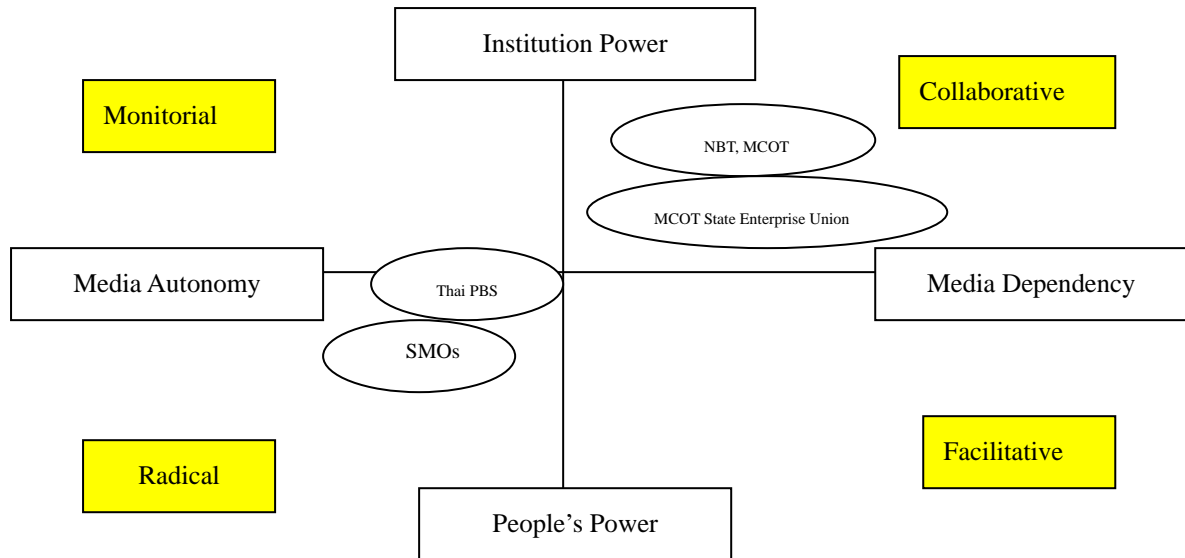 Institution Power
Monitorial
Collaborative
NBT, MCOT
MCOT State Enterprise Union
Media Autonomy
Thai PBS
Media Dependency
SMOs
Radical
Facilitative
People’s Power